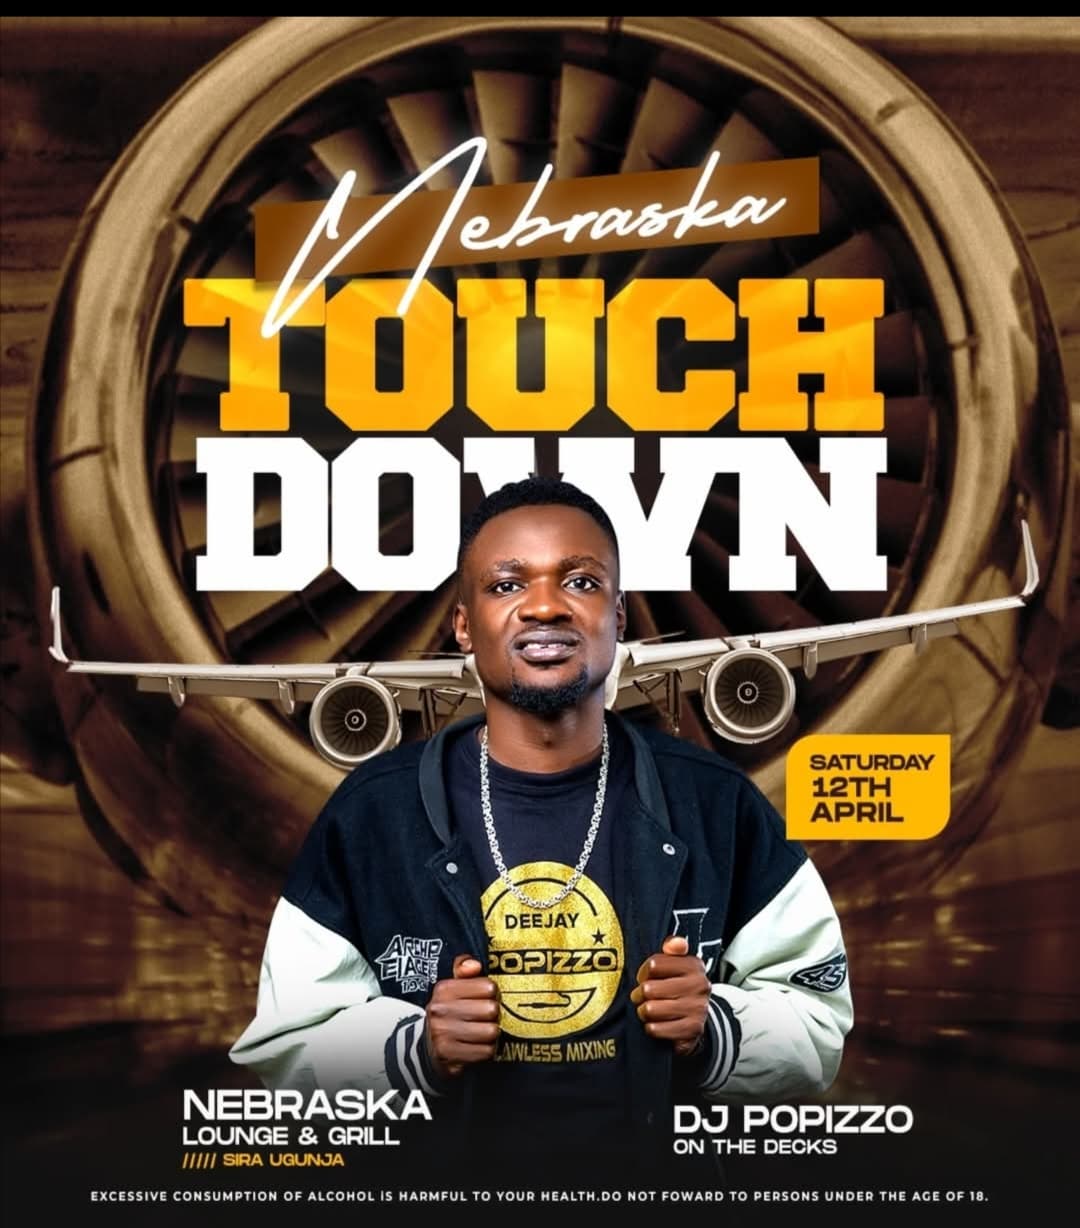 Nebraska
TOUCH
DOWN
SATURDAY
12TH
APRIL
DEEJAY
POPIZZO
LAWLESS MIXING
45
NEBRASKA
LOUNGE & GRILL
///// SIRA UGUNJA
DJ POPIZZO
ON THE DECKS
EXCESSIVE CONSUMPTION OF ALCOHOL iS HARMFUL TO YOUR HEALTH.DO NOT FOWARD TO PERSONS UNDER THE AGE OF 18.